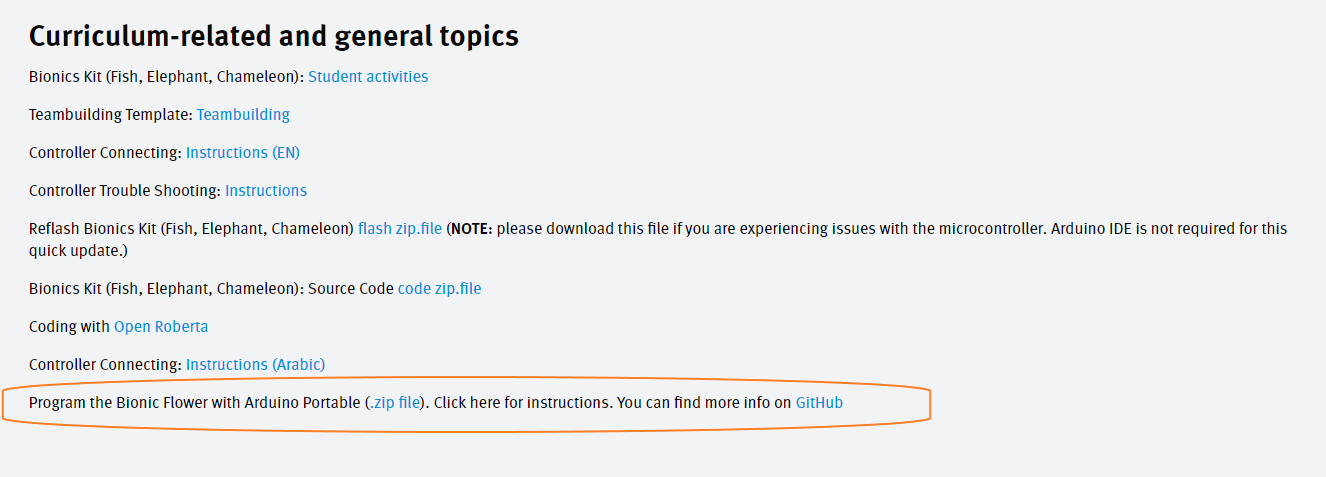 Curriculum-related and general topics
Bionics Kit (Fish, Elephant, Chameleon): Student activities
Teambuilding Template: Teambuilding
Controller Connecting: Instructions (EN)
Controller Trouble Shooting: Instructions
Reflash Bionics Kit (Fish, Elephant, Chameleon) flash zip.file (NOTE: please download this file if you are experiencing issues with the microcontroller. Arduino IDE is not required for this
quick update.)
Bionics Kit (Fish, Elephant, Chameleon): Source Code code zip.file
Coding with Open Roberta
Controller Connecting: Instructions (Arabic)
Program the Bionic Flower with Arduino Portable (.zip file). Click here for instructions. You can find more info on GitHub